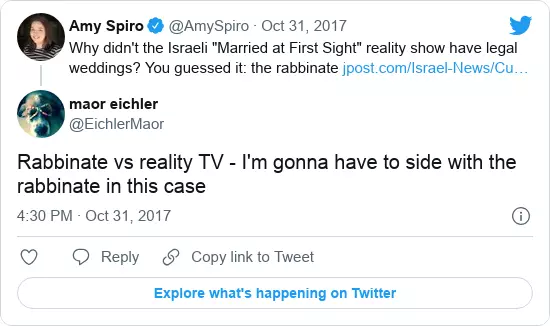 Amy Spiro @AmySpiro · Oct 31, 2017
Why didn't the Israeli "Married at First Sight" reality show have legal
weddings? You guessed it: the rabbinate jpost.com/Israel-News/Cu…
maor eichler
@EichlerMaor
Rabbinate vs reality TV - I'm gonna have to side with the
rabbinate in this case
4:30 PM · Oct 31, 2017
Reply Copy link to Tweet
Explore what's happening on Twitter